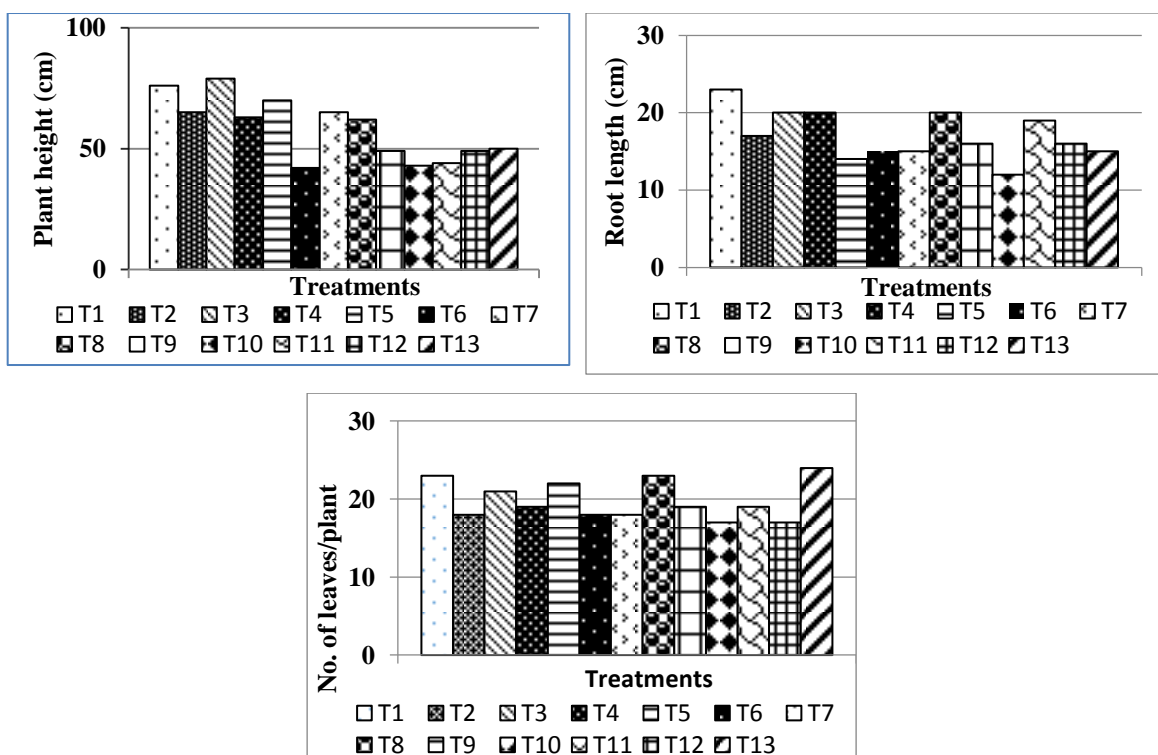 100
50
0
Plant height (cm)
Treatments
T1 T2 T3 T4 T5 T6 T7
T8 T9 T10 T11 T12 T13
30
20
10
0
Root length (cm)
Treatments
T1 T2 T3 T4 T5 T6 T7
T8 T9 T10 T11 T12 T13
30
20
10
0
No. of leaves/plant
Treatments
T1 T2 T3 T4 T5 T6 T7
T8 T9 T10 T11 T12 T13